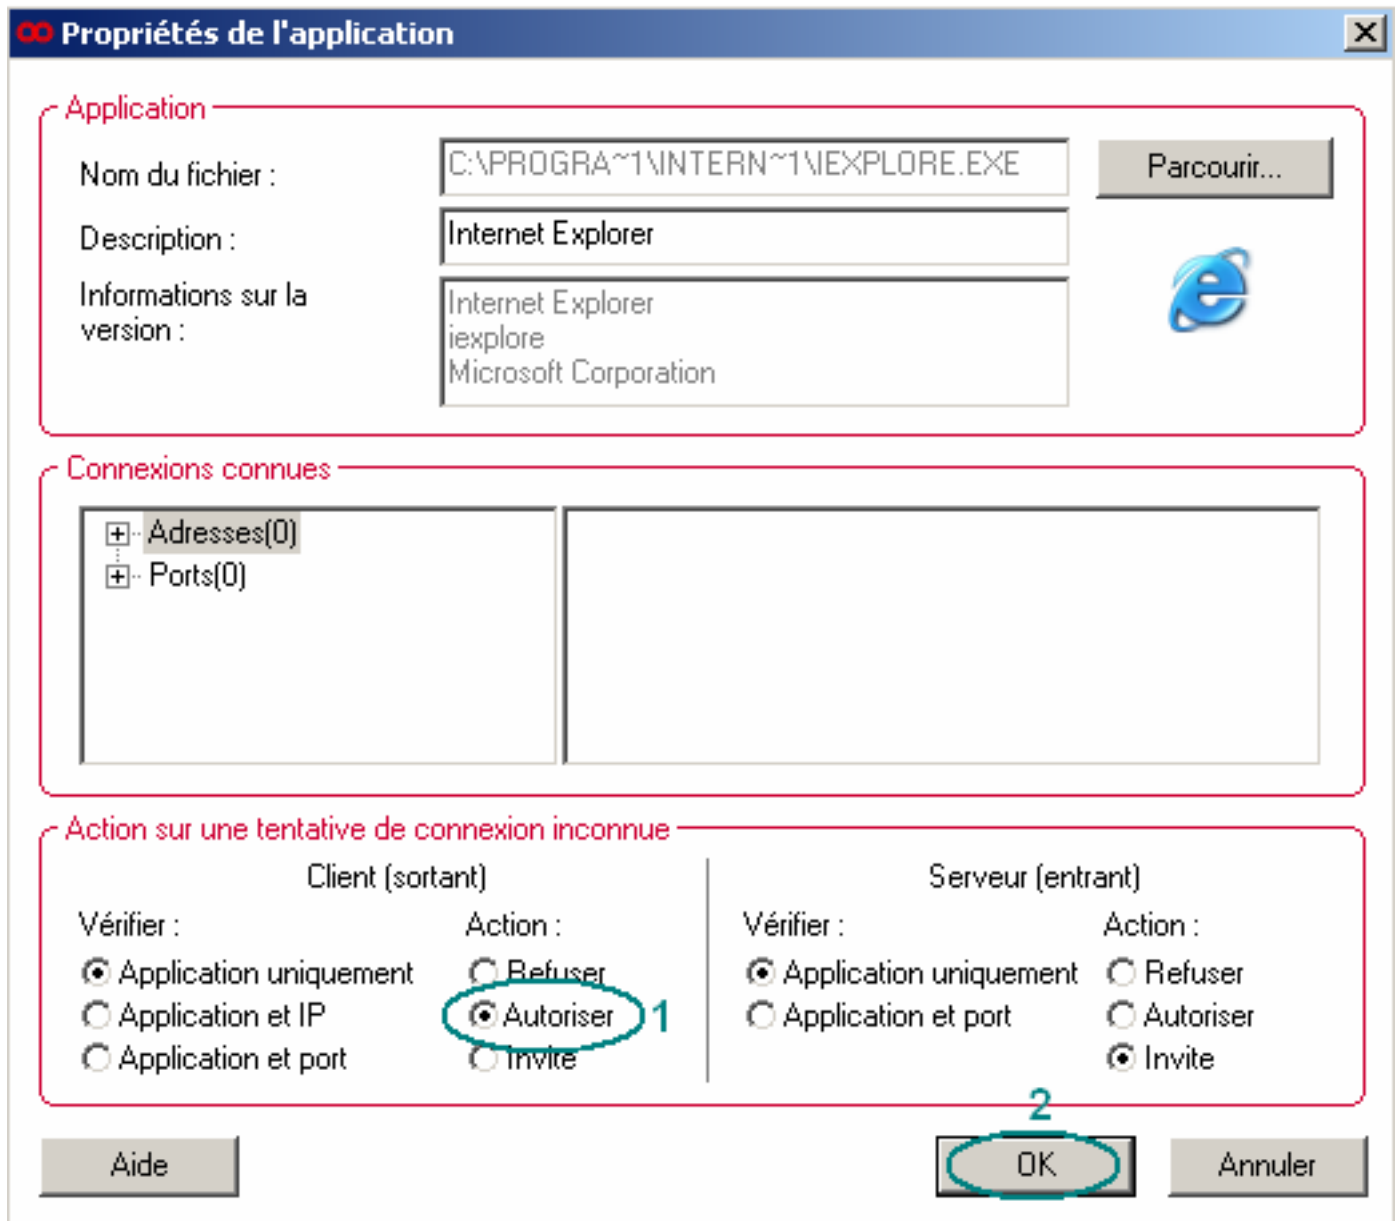 Propriétés de l'application
Application
Nom du fichier :
C:\PROGRA~1\INTERN~1\IEXPLORE.EXE
Parcourir...
Description :
Internet Explorer
Informations sur la
version :
Internet Explorer
iexplore
Microsoft Corporation
Connexions connues
Adresses(0)
Ports(0)
Action sur une tentative de connexion inconnue
Client (sortant)
Serveur (entrant)
Vérifier :
Action :
Vérifier :
Action :
Application uniquement
Refuser
Application uniquement
Refuser
Application et IP
Autoriser
1
Application et port
Autoriser
Application et port
Invite
Invite
2
Aide
OK
Annuler